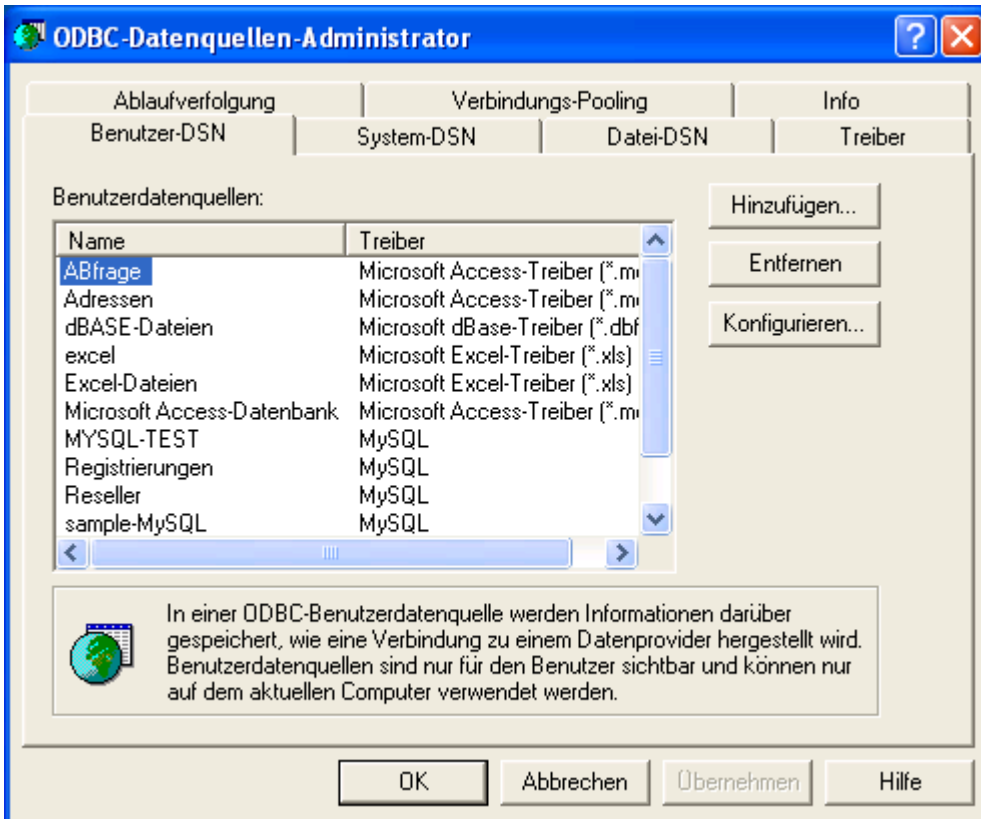 ODBC-Datenquellen-Administrator
Ablaufverfolgung Verbindungs-Pooling Info
Benutzer-DSN System-DSN Datei-DSN Treiber
Benutzerdatenquellen:
Hinzufügen...
Entfernen
Konfigurieren...
Name Treiber
ABfrage Microsoft Access-Treiber (*.m
Adressen Microsoft Access-Treiber (*.m
dBASE-Dateien Microsoft dBase-Treiber (*.dbf
excel Microsoft Excel-Treiber (*.xls)
Excel-Dateien Microsoft Excel-Treiber (*.xls)
Microsoft Access-Datenbank Microsoft Access-Treiber (*.m
MYSQL-TEST MySQL
Registrierungen MySQL
Reseller MySQL
sample-MySQL MySQL
In einer ODBC-Benutzerdatenquelle werden Informationen darüber
gespeichert, wie eine Verbindung zu einem Datenprovider hergestellt wird.
Benutzerdatenquellen sind nur für den Benutzer sichtbar und können nur
auf dem aktuellen Computer verwendet werden.
OK Abbrechen Übernehmen Hilfe